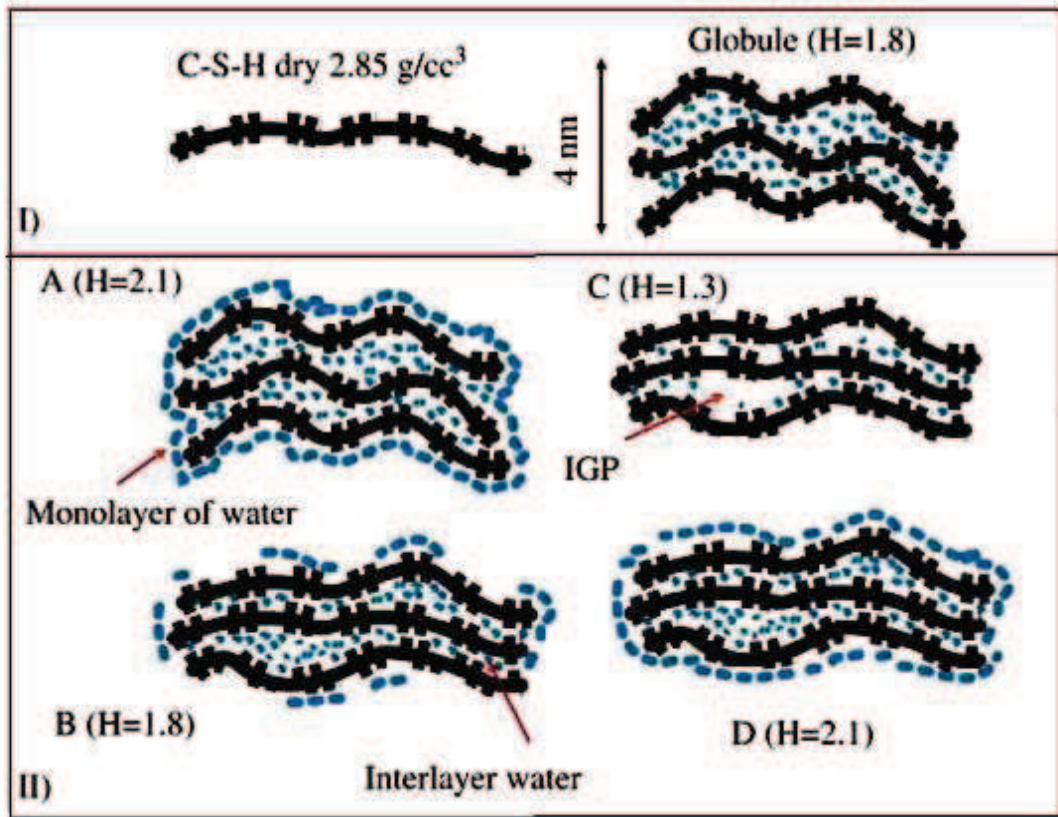 C-S-H dry 2.85 g/cc³
Globule (H=1.8)
4 nm
I)
A (H=2.1)
C (H=1.3)
IGP
Monolayer of water
B (H=1.8)
D (H=2.1)
Interlayer water
II)